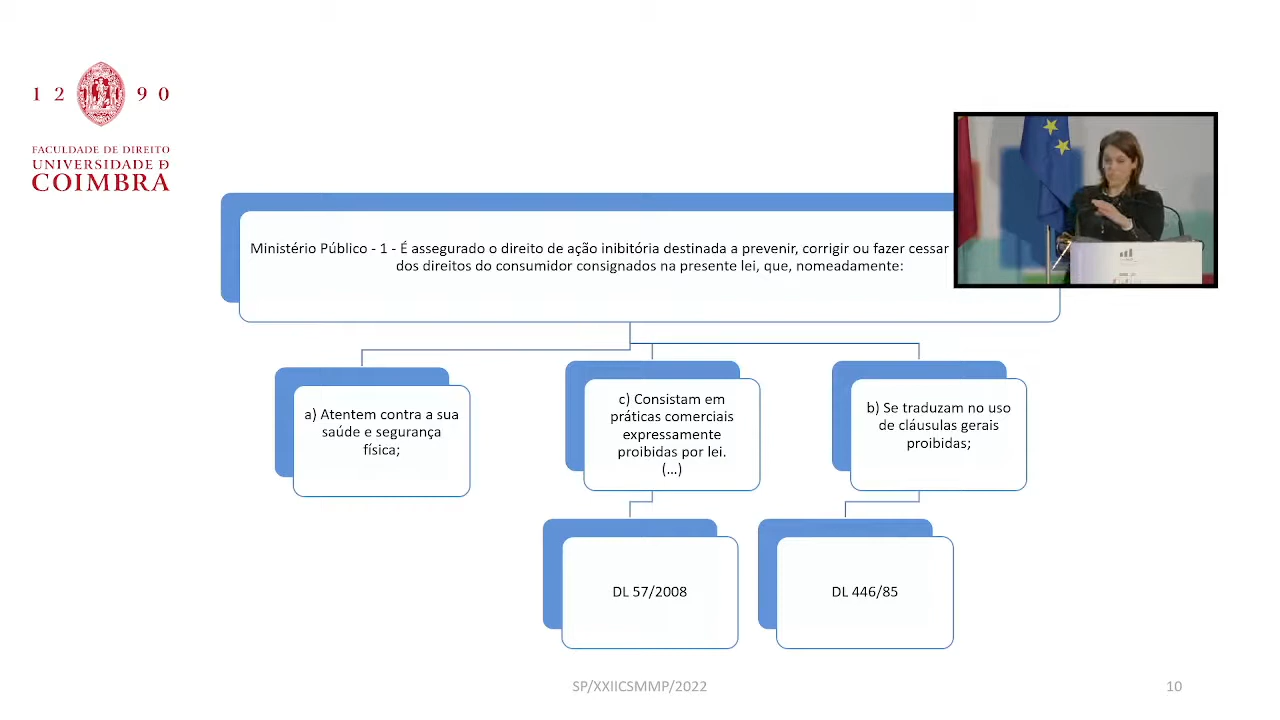 1 2 9 0
FACULDADE DE DIREITO
UNIVERSIDADE Ð
COIMBRA
Ministério Público - 1 - É assegurado o direito de ação inibitória destinada a prevenir, corrigir ou fazer cessar
dos direitos do consumidor consignados na presente lei, que, nomeadamente:
a) Atentem contra a sua
saúde e segurança
física;
c) Consistam em
práticas comerciais
expressamente
proibidas por lei.
(...)
b) Se traduzam no uso
de cláusulas gerais
proibidas;
DL 57/2008
DL 446/85
SP/XXIICSMMP/2022
10